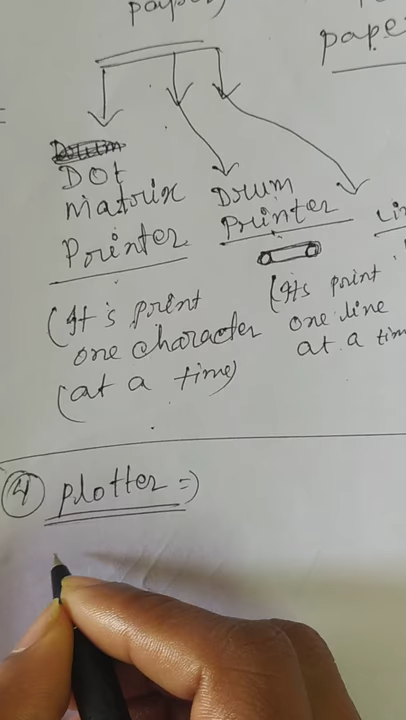 pape
Dot
Matrix
Printer
(It's print
one character
(at a time)
Drum
Printer
(It's print
one line
at a tim
Lin
④ plotter =>